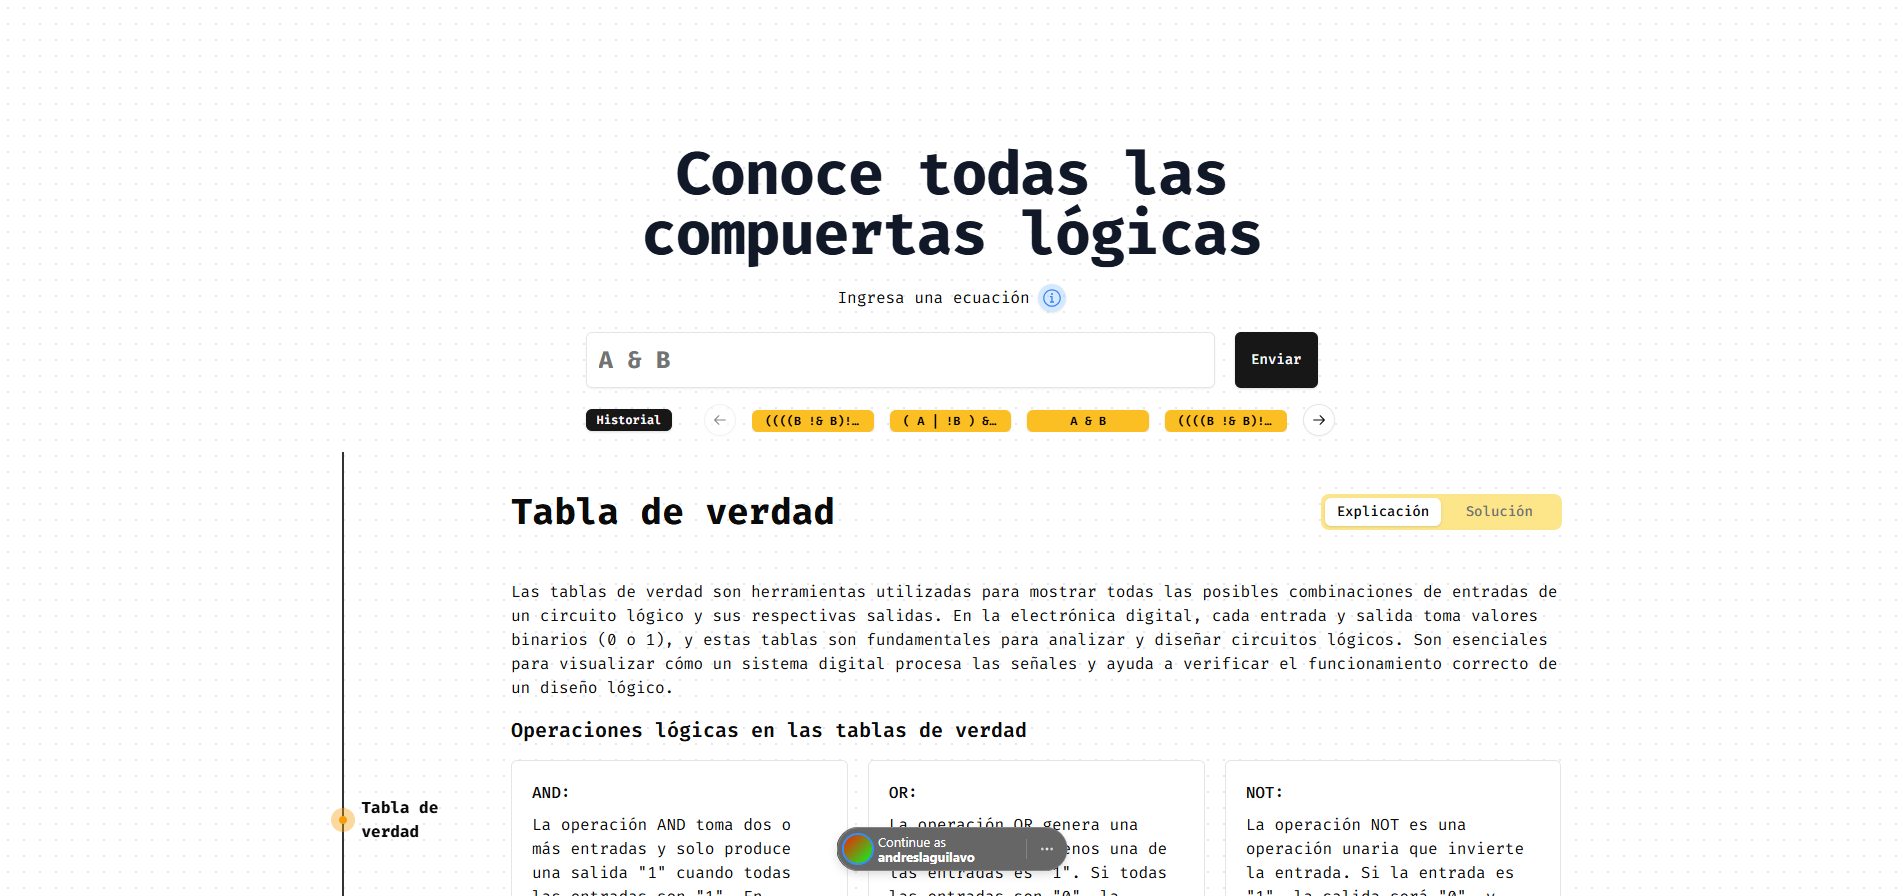 Conoce todas las
compuertas lógicas
Ingresa una ecuación
A & B
Enviar
Historial
((((B !& B)!…
( A | !B ) &…
A & B
((((B !& B)!…
Tabla de verdad
Explicación
Solución
Las tablas de verdad son herramientas utilizadas para mostrar todas las posibles combinaciones de entradas de
un circuito lógico y sus respectivas salidas. En la electrónica digital, cada entrada y salida toma valores
binarios (0 o 1), y estas tablas son fundamentales para analizar y diseñar circuitos lógicos. Son esenciales
para visualizar cómo un sistema digital procesa las señales y ayuda a verificar el funcionamiento correcto de
un diseño lógico.
Operaciones lógicas en las tablas de verdad
Tabla de
verdad
AND:
La operación AND toma dos o
más entradas y solo produce
una salida "1" cuando todas
las entradas son "1". En
OR:
La operación OR genera una
enos una de
las entradas es "1". Si todas
las entradas son "0", la
NOT:
La operación NOT es una
operación unaria que invierte
la entrada. Si la entrada es
"1", la salida será "0", y
Continue as
andreslaguilavo